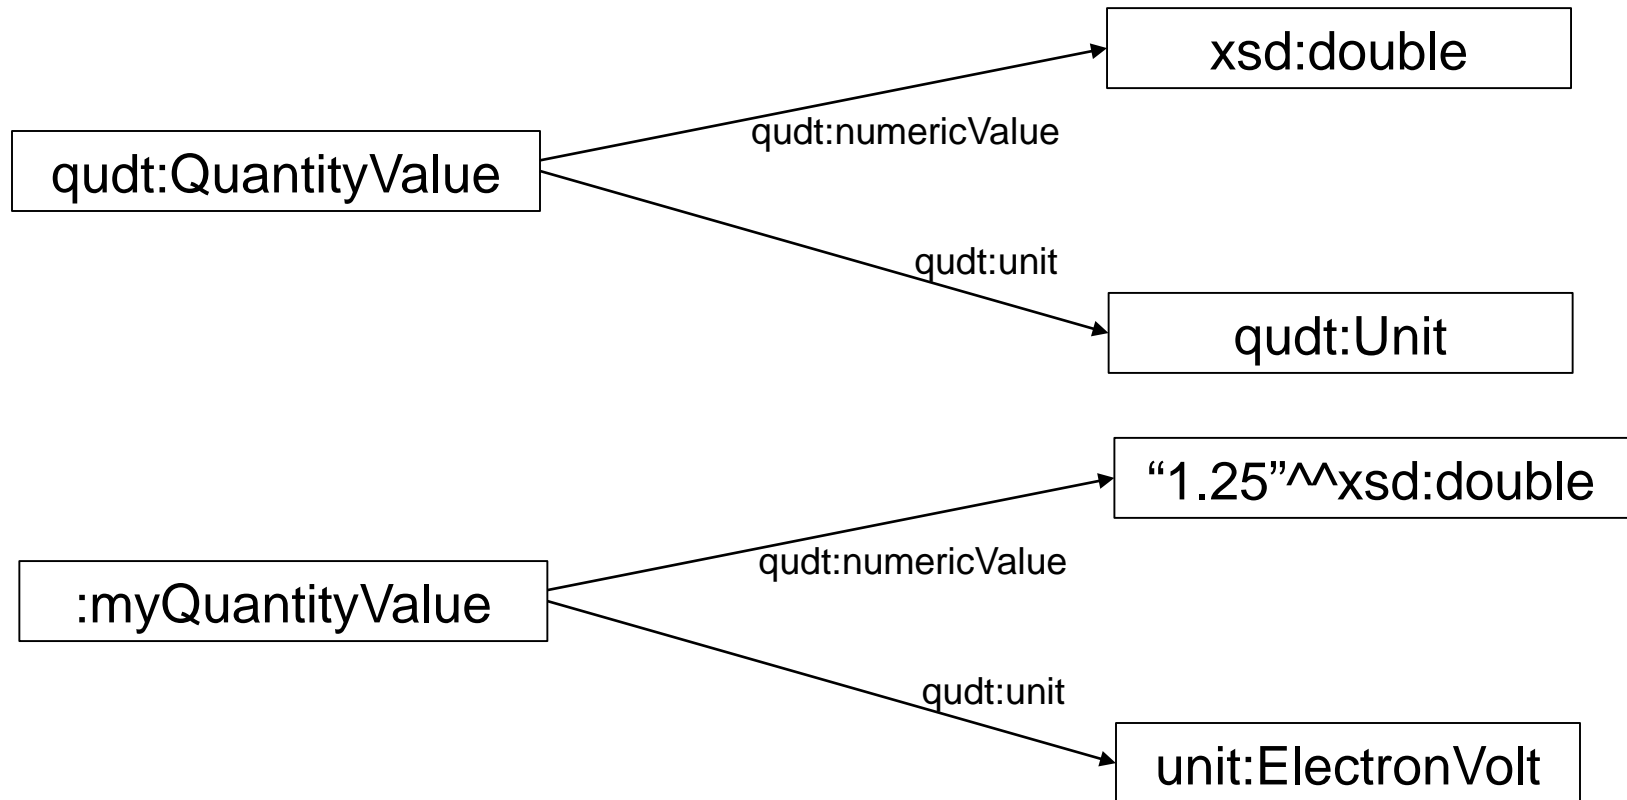 xsd:double
qudt:numericValue
qudt:QuantityValue
qudt:unit
qudt:Unit
“1.25”^^xsd:double
qudt:numericValue
:myQuantityValue
qudt:unit
unit:ElectronVolt